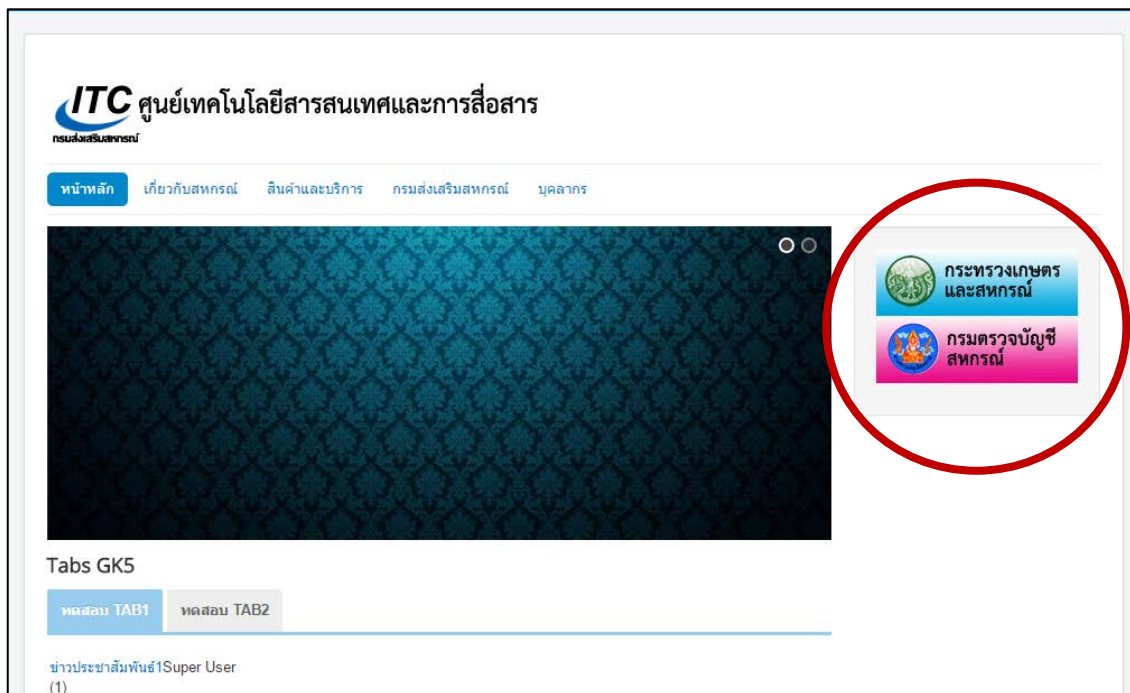 ITC ศูนย์เทคโนโลยีสารสนเทศและการสื่อสาร
กรมส่งเสริมสหกรณ์
หน้าหลัก เกี่ยวกับสหกรณ์ สินค้าและบริการ กรมส่งเสริมสหกรณ์ บุคลากร
กระทรวงเกษตร
และสหกรณ์
กรมตรวจบัญชี
สหกรณ์
Tabs GK5
ทดสอบ TAB1 ทดสอบ TAB2
ข่าวประชาสัมพันธ์1Super User
(1)